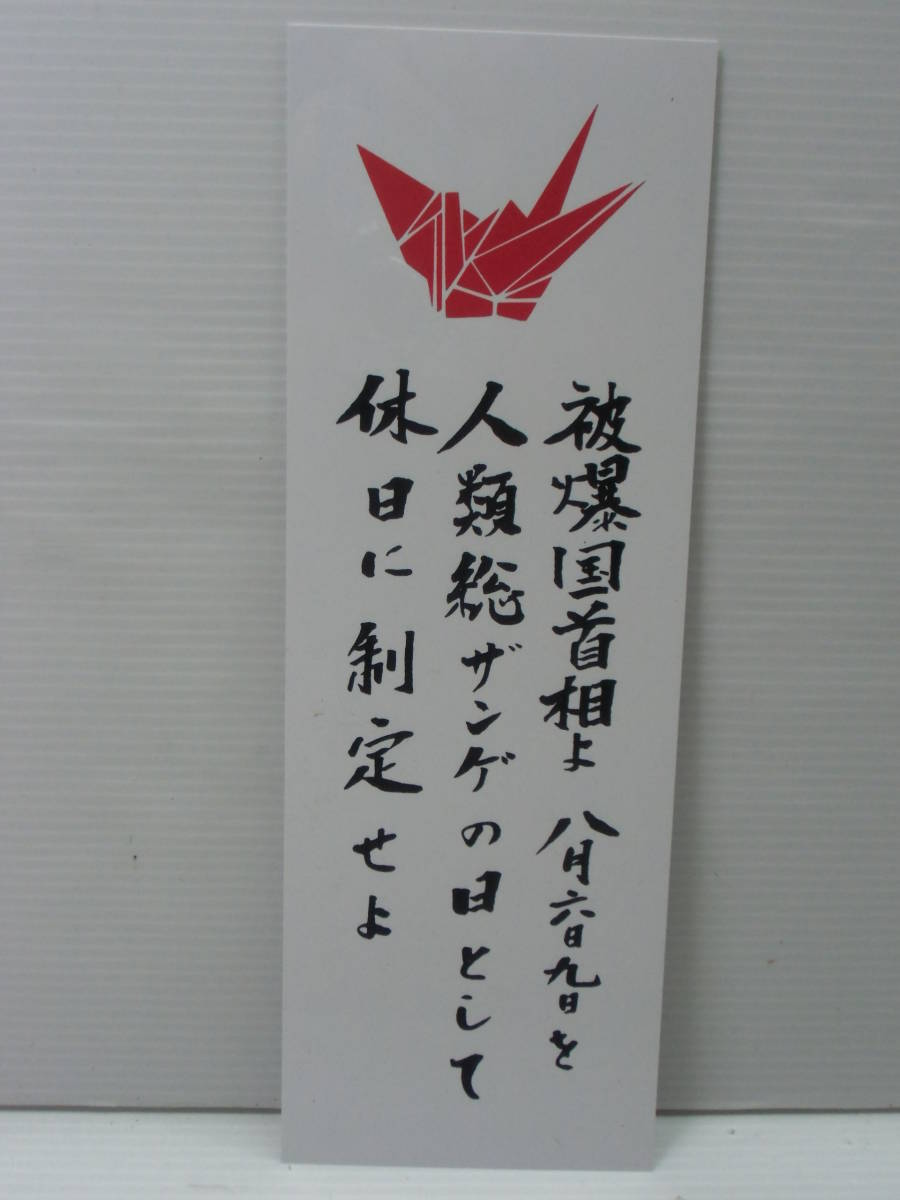 被爆国首相よ 八月六日九日を
人類総ザンゲの日として
休日に制定せよ